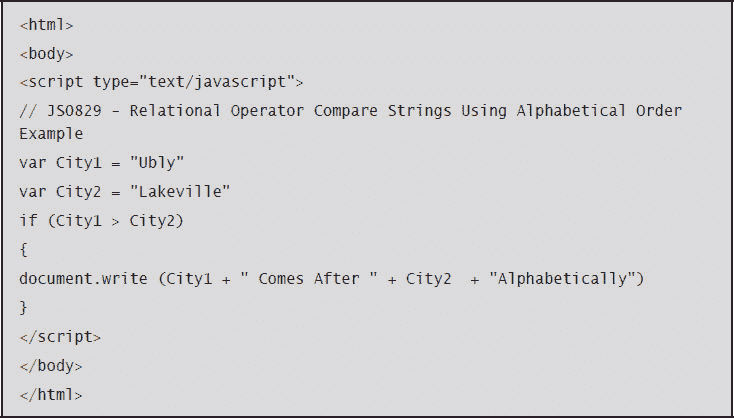 <html>
<body>
<script type="text/javascript">
// JS0829 – Relational Operator Compare Strings Using Alphabetical Order
Example
var City1 = "Ubly"
var City2 = "Lakeville"
if (City1 > City2)
{
document.write (City1 + " Comes After " + City2  + "Alphabetically")
}
</script>
</body>
</html>